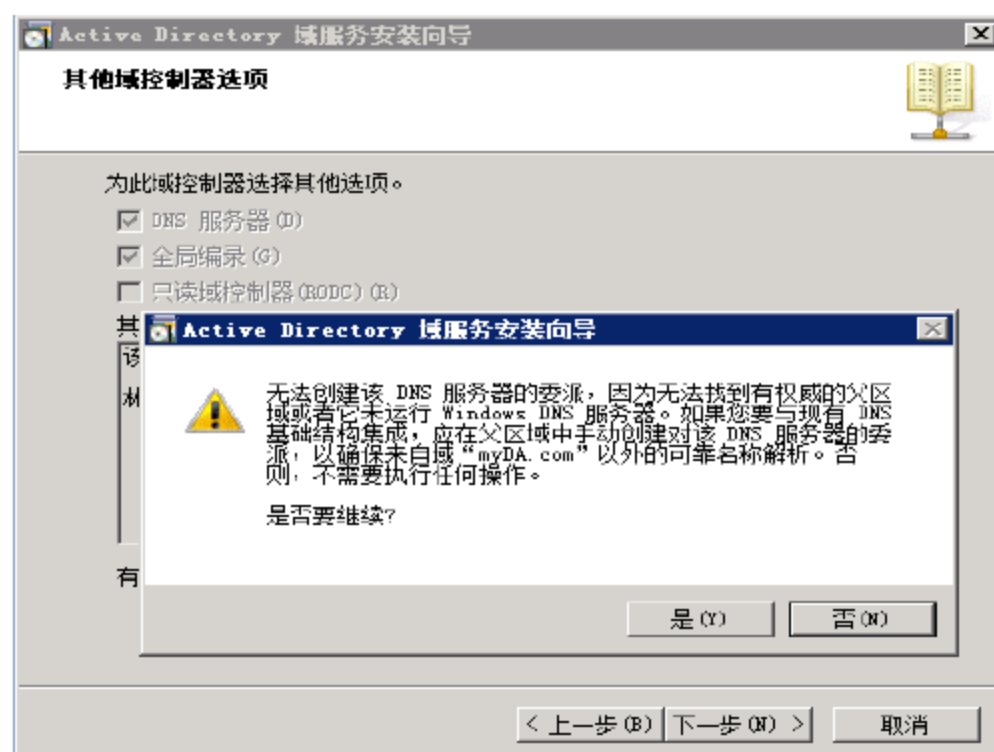 Active Directory 域服务安装向导
其他域控制器选项
为此域控制器选择其他选项。
DNS 服务器(D)
全局编录(G)
只读域控制器(RODC)(R)
其
Active Directory 域服务安装向导
无法创建该 DNS 服务器的委派，因为无法找到有权威的父区
域或者它未运行 Windows DNS 服务器。如果您要与现有 DNS
基础结构集成，应在父区域中手动创建对该 DNS 服务器的委
派，以确保来自域“myDA.com”以外的可靠名称解析。否
则，不需要执行任何操作。
是否要继续?
有
是(Y)
否(N)
< 上一步(B)
下一步(N) >
取消